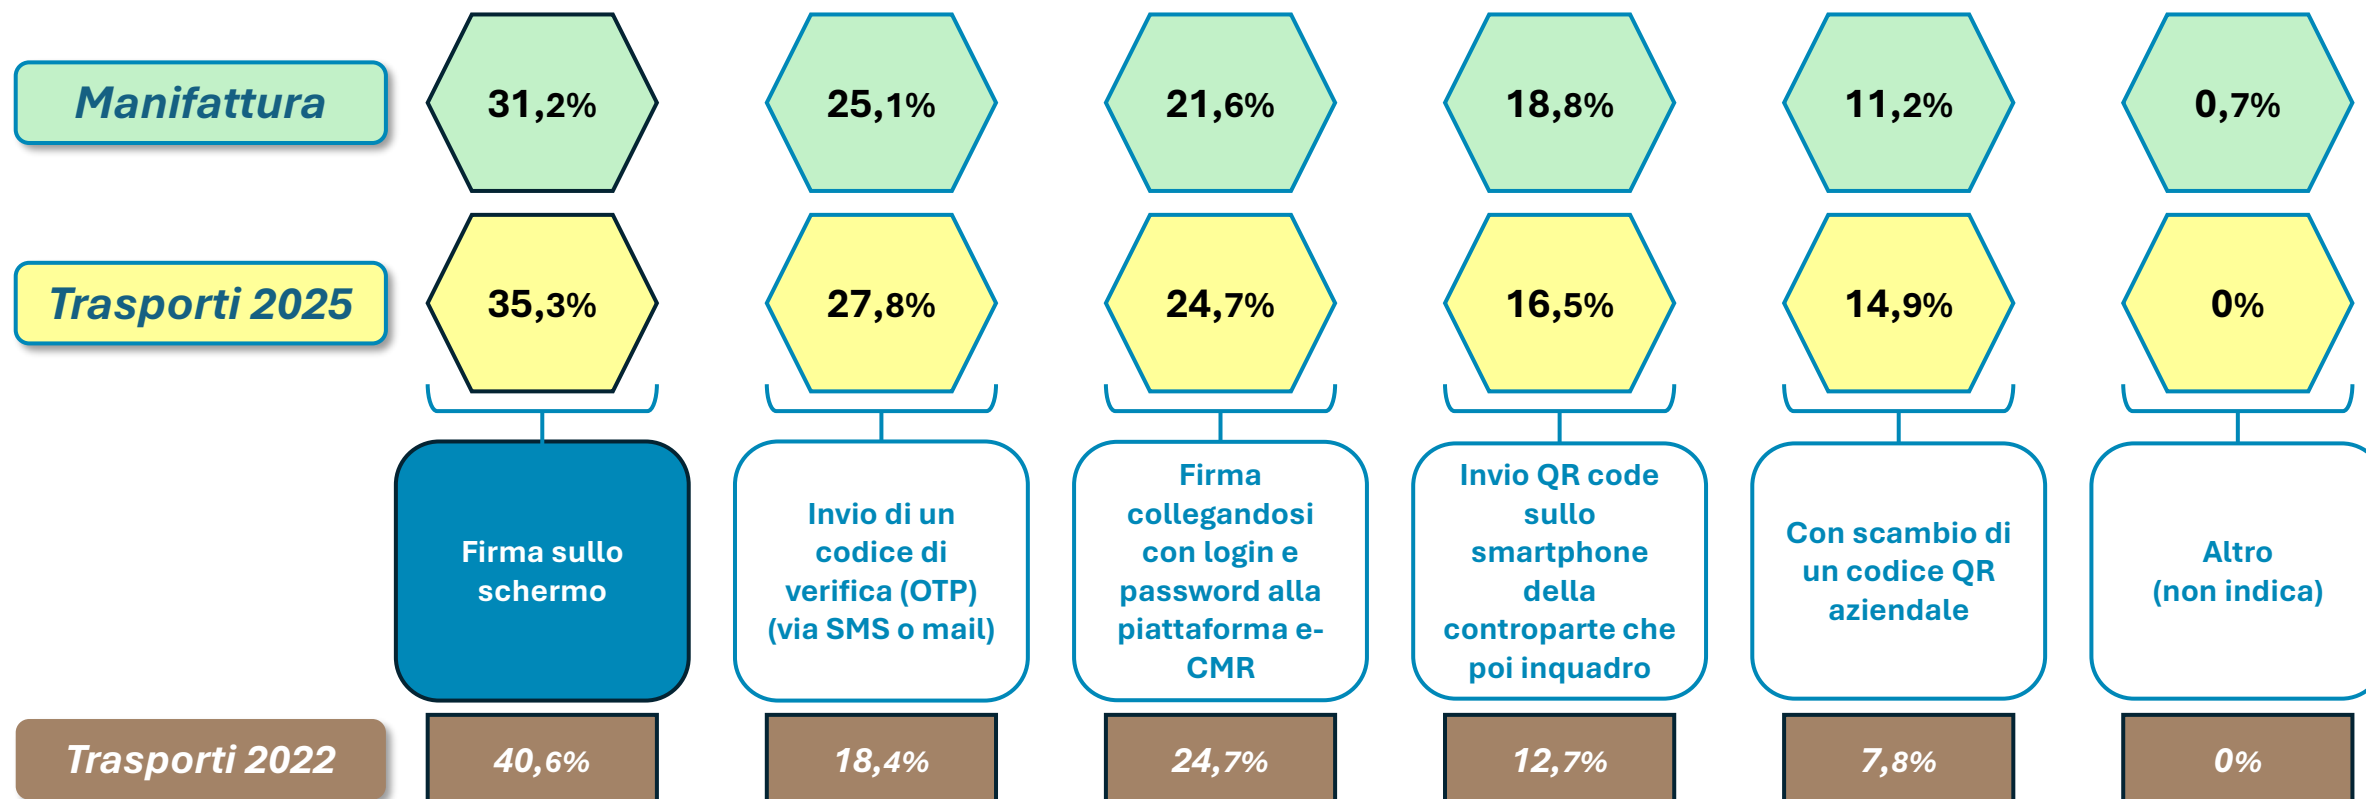 Manifattura
31,2%
25,1%
21,6%
18,8%
11,2%
0,7%
Trasporti 2025
35,3%
27,8%
24,7%
16,5%
14,9%
0%
Firma sullo
schermo
Invio di un
codice di
verifica (OTP)
(via SMS o mail)
Firma
collegandosi
con login e
password alla
piattaforma e-
CMR
Invio QR code
sullo
smartphone
della
controparte che
poi inquadro
Con scambio di
un codice QR
aziendale
Altro
(non indica)
Trasporti 2022
40,6%
18,4%
24,7%
12,7%
7,8%
0%